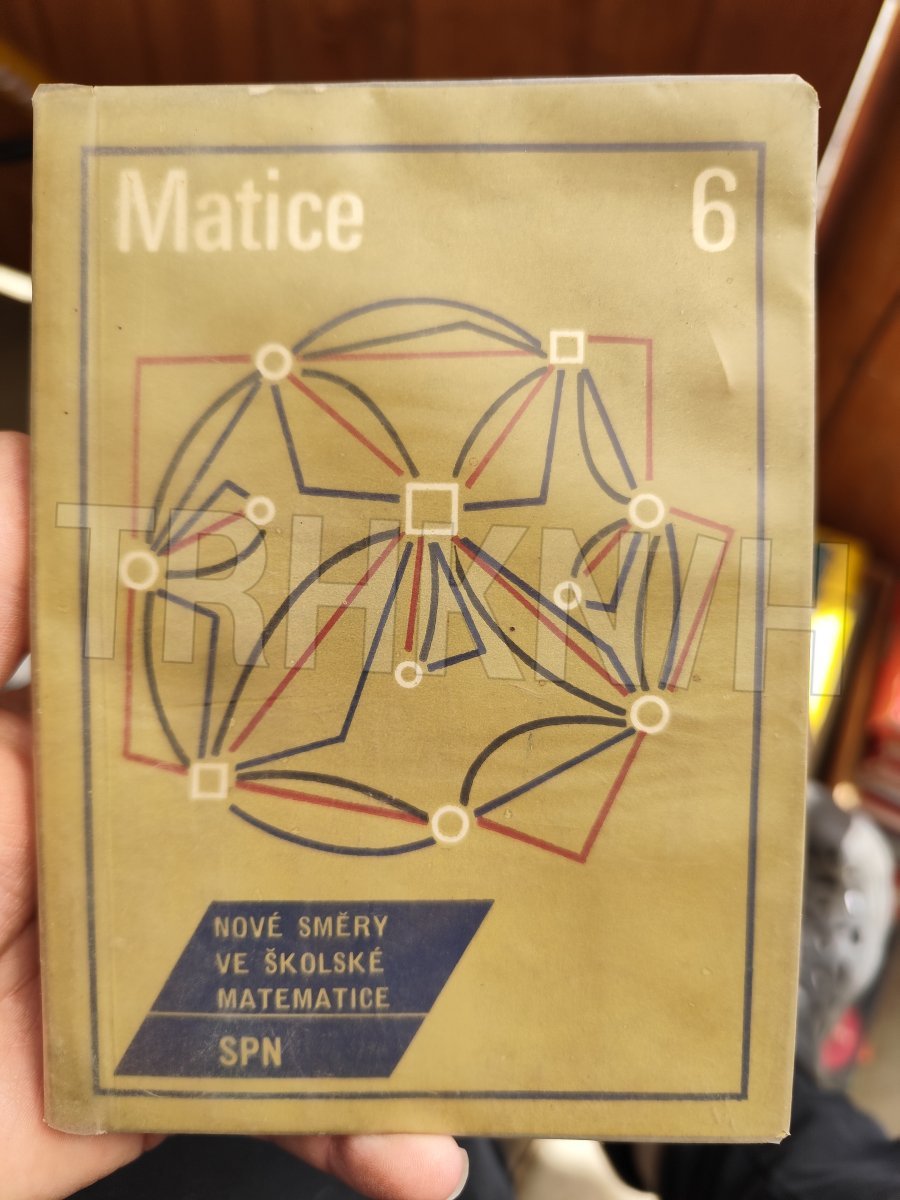 Matice 6
TRHKNIH
NOVÉ SMĚRY
VE ŠKOLSKÉ
MATEMATICE
SPN